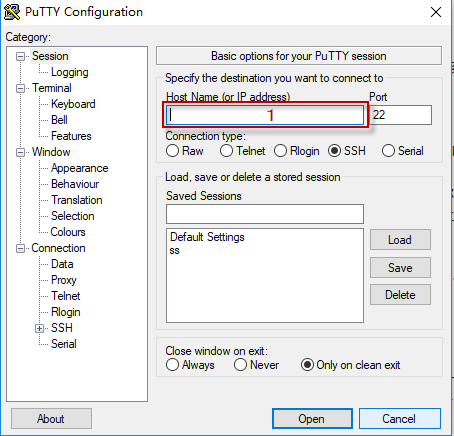 PuTTY Configuration
Category:
Session
Logging
Terminal
Keyboard
Bell
Features
Window
Appearance
Behaviour
Translation
Selection
Colours
Connection
Data
Proxy
Telnet
Rlogin
SSH
Serial
Basic options for your PuTTY session
Specify the destination you want to connect to
Host Name (or IP address) Port
1 22
Connection type:
Raw Telnet Rlogin SSH Serial
Load, save or delete a stored session
Saved Sessions
Default Settings
ss
Load
Save
Delete
Close window on exit:
Always Never Only on clean exit
About Open Cancel